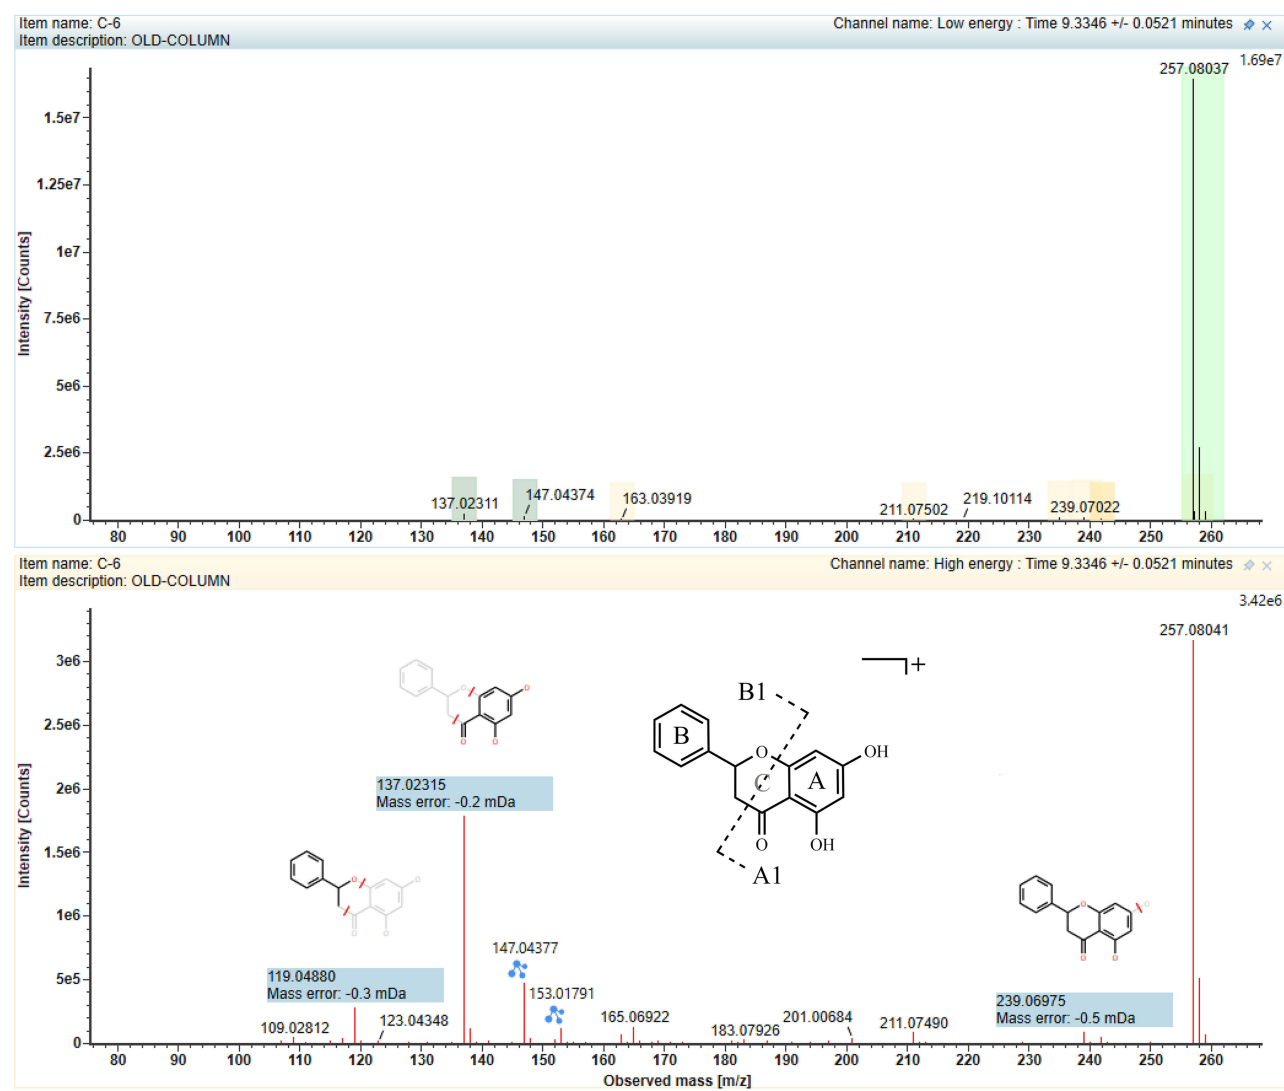 Item name: C-6
Channel name: Low energy : Time 9.3346 +/- 0.0521 minutes
Item description: OLD-COLUMN
1.69e7
257.08037
1.5e7
1.25e7
1e7
7.5e6
5e6
2.5e6
0
Intensity [Counts]
137.02311
147.04374
163.03919
211.07502
219.10114
239.07022
80 90 100 110 120 130 140 150 160 170 180 190 200 210 220 230 240 250 260
Item name: C-6
Channel name: High energy : Time 9.3346 +/- 0.0521 minutes
Item description: OLD-COLUMN
3.42e6
257.08041
3e6
2.5e6
2e6
1.5e6
1e6
5e5
0
Intensity [Counts]
O
O
O
O
137.02315
Mass error: -0.2 mDa
B1
B
O
C
A
OH
O
OH
A1
+
O
O
O
O
119.04880
Mass error: -0.3 mDa
147.04377
153.01791
O
O
O
O
239.06975
Mass error: -0.5 mDa
109.02812
123.04348
165.06922
183.07926
201.00684
211.07490
80 90 100 110 120 130 140 150 160 170 180 190 200 210 220 230 240 250 260
Observed mass [m/z]